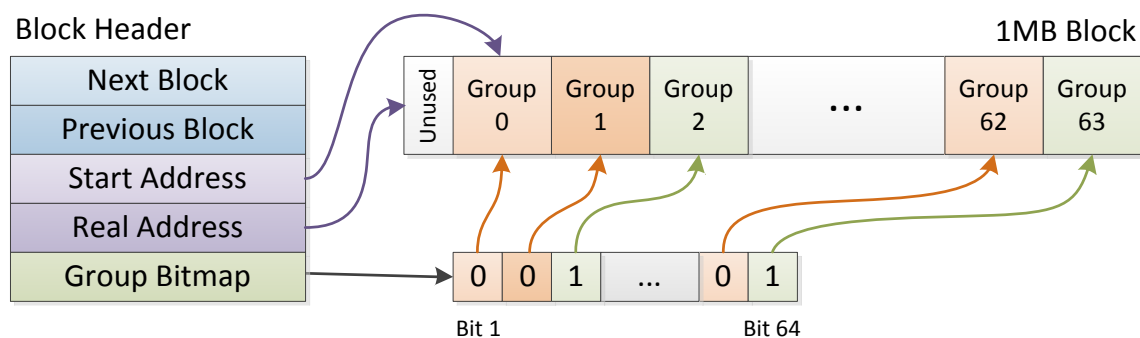 Block Header
1MB Block
Next Block
Previous Block
Start Address
Real Address
Group Bitmap
Unused
Group
0
Group
1
Group
2
...
Group
62
Group
63
0 0 1 ... 0 1
Bit 1
Bit 64